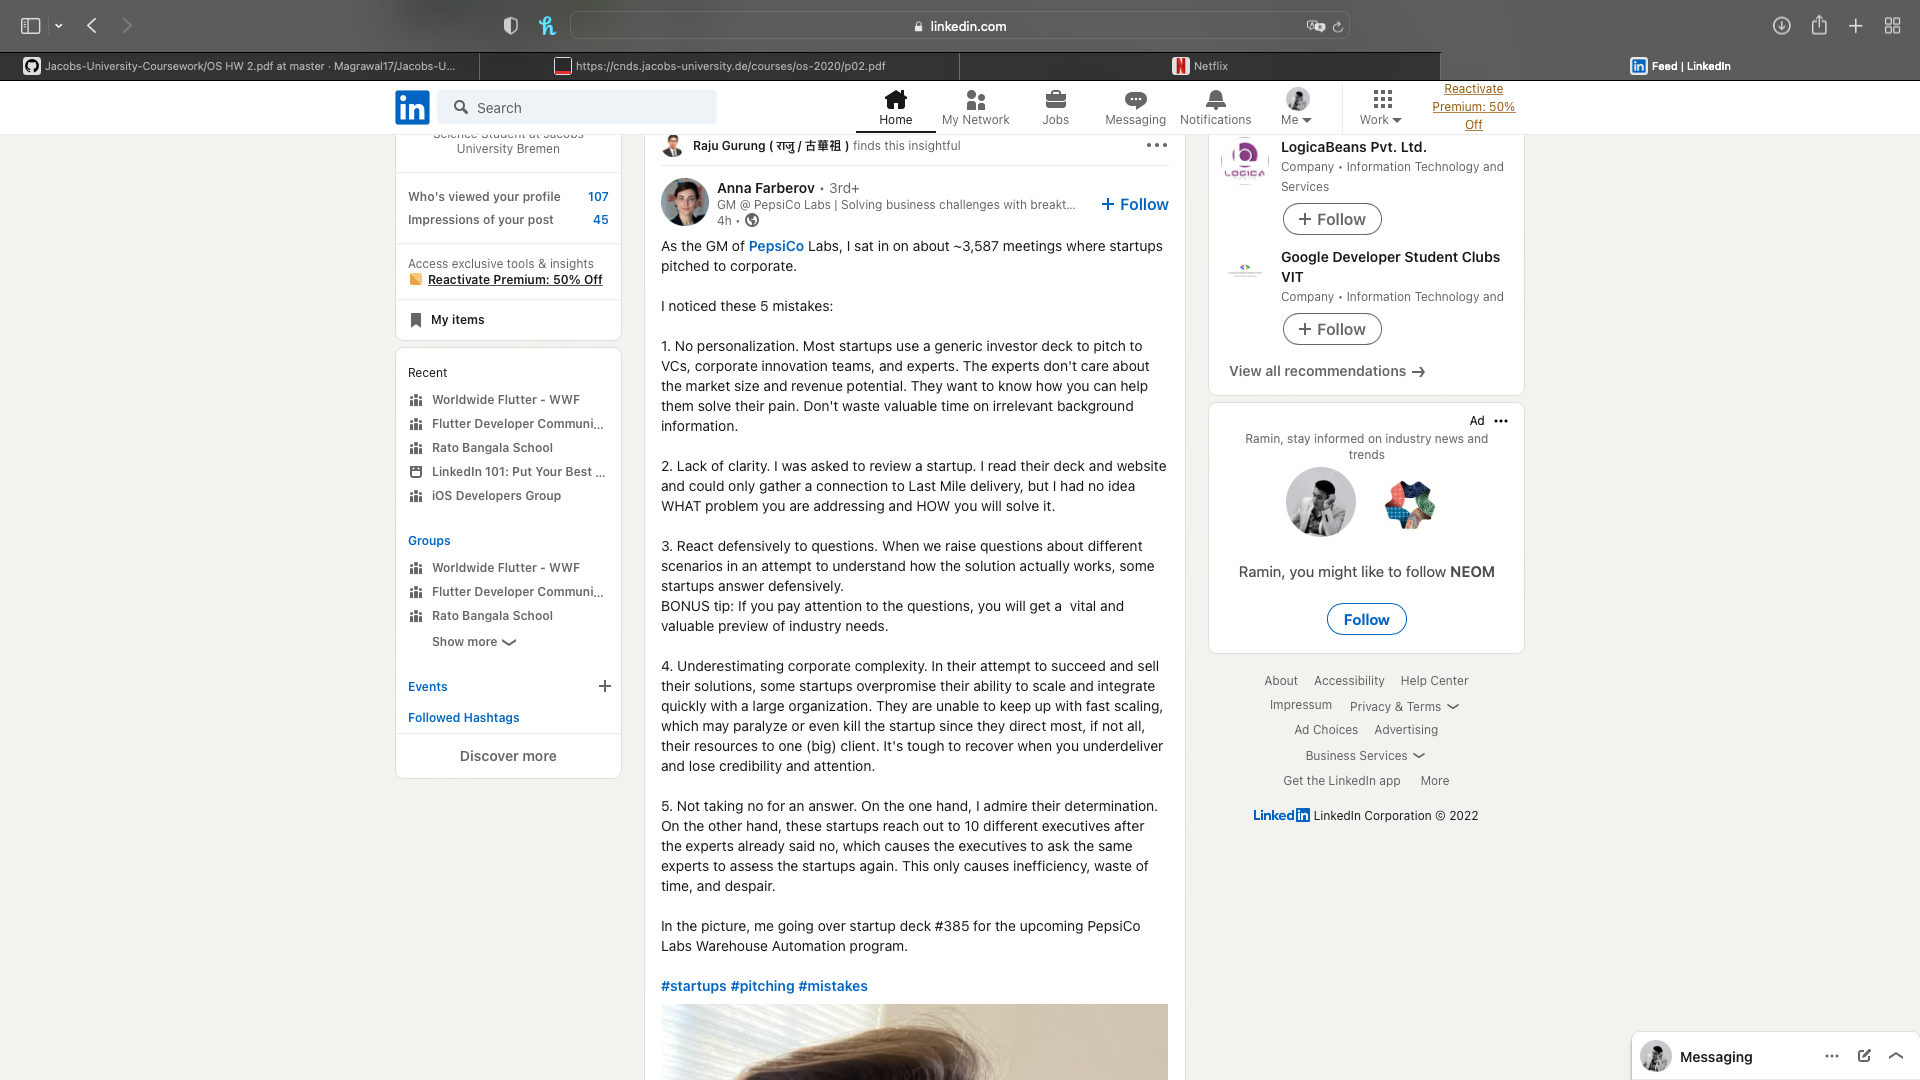 linkedin.com
Jacobs-University-Coursework/OS HW 2.pdf at master · Magrawal17/Jacobs-U...
https://cnds.jacobs-university.de/courses/os-2020/p02.pdf
Netflix
Feed | LinkedIn
Search
Home
My Network
Jobs
Messaging
Notifications
Me
Work
Reactivate
Premium: 50%
Off
Science Student at Jacobs
University Bremen
Who's viewed your profile 107
Impressions of your post 45
Access exclusive tools & insights
Reactivate Premium: 50% Off
My items
Recent
Worldwide Flutter - WWF
Flutter Developer Communi...
Rato Bangala School
LinkedIn 101: Put Your Best ...
iOS Developers Group
Groups
Worldwide Flutter - WWF
Flutter Developer Communi...
Rato Bangala School
Show more
Events
Followed Hashtags
Discover more
Raju Gurung ( राजु / 古華祖 ) finds this insightful
Anna Farberov • 3rd+
GM @ PepsiCo Labs | Solving business challenges with breakt...
4h •
+ Follow
As the GM of PepsiCo Labs, I sat in on about ~3,587 meetings where startups
pitched to corporate.
I noticed these 5 mistakes:
1. No personalization. Most startups use a generic investor deck to pitch to
VCs, corporate innovation teams, and experts. The experts don't care about
the market size and revenue potential. They want to know how you can help
them solve their pain. Don't waste valuable time on irrelevant background
information.
2. Lack of clarity. I was asked to review a startup. I read their deck and website
and could only gather a connection to Last Mile delivery, but I had no idea
WHAT problem you are addressing and HOW you will solve it.
3. React defensively to questions. When we raise questions about different
scenarios in an attempt to understand how the solution actually works, some
startups answer defensively.
BONUS tip: If you pay attention to the questions, you will get a  vital and
valuable preview of industry needs.
4. Underestimating corporate complexity. In their attempt to succeed and sell
their solutions, some startups overpromise their ability to scale and integrate
quickly with a large organization. They are unable to keep up with fast scaling,
which may paralyze or even kill the startup since they direct most, if not all,
their resources to one (big) client. It's tough to recover when you underdeliver
and lose credibility and attention.
5. Not taking no for an answer. On the one hand, I admire their determination.
On the other hand, these startups reach out to 10 different executives after
the experts already said no, which causes the executives to ask the same
experts to assess the startups again. This only causes inefficiency, waste of
time, and despair.
In the picture, me going over startup deck #385 for the upcoming PepsiCo
Labs Warehouse Automation program.
#startups #pitching #mistakes
LOGICA
LogicaBeans Pvt. Ltd.
Company • Information Technology and
Services
+ Follow
Google Developer Student Clubs
VIT
Company • Information Technology and
+ Follow
View all recommendations →
Ad
Ramin, stay informed on industry news and
trends
Ramin, you might like to follow NEOM
Follow
About Accessibility Help Center
Impressum Privacy & Terms
Ad Choices Advertising
Business Services
Get the LinkedIn app More
LinkedIn LinkedIn Corporation © 2022
Messaging